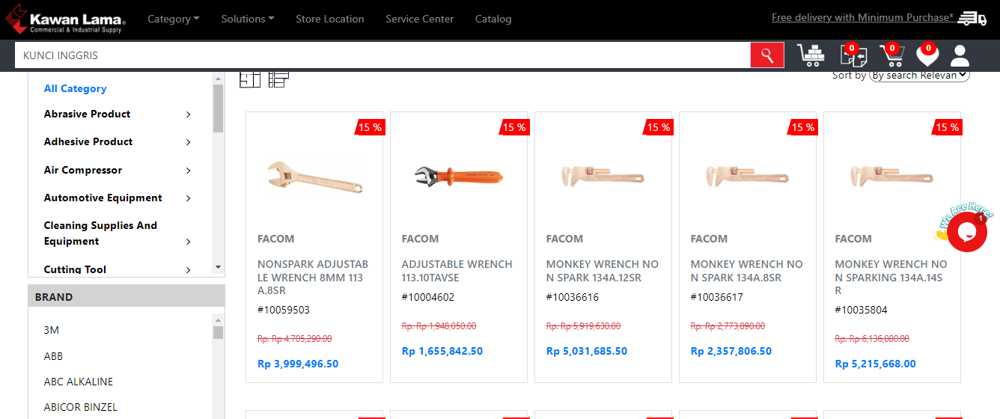 Kawan Lama
Commercial & Industrial Supply
Category
Solutions
Store Location
Service Center
Catalog
Free delivery with Minimum Purchase*
KUNCI INGGRIS
0
0
0
Sort by
By search Relevan
All Category
Abrasive Product
Adhesive Product
Air Compressor
Automotive Equipment
Cleaning Supplies And
Equipment
Cutting Tool
BRAND
3M
ABB
ABC ALKALINE
ABICOR BINZEL
15 %
FACOM
NONSPARK ADJUSTAB
LE WRENCH 8MM 113
A.8SR
#10059503
Rp. Rp 4,705,290.00
Rp 3,999,496.50
15 %
FACOM
ADJUSTABLE WRENCH
113.10TAVSE
#10004602
Rp. Rp 1,948,050.00
Rp 1,655,842.50
15 %
FACOM
MONKEY WRENCH NO
N SPARK 134A.12SR
#10036616
Rp. Rp 5,919,630.00
Rp 5,031,685.50
15 %
FACOM
MONKEY WRENCH NO
N SPARK 134A.8SR
#10036617
Rp. Rp 2,773,890.00
Rp 2,357,806.50
15 %
FACOM
MONKEY WRENCH NO
N SPARKING 134A.14S
R
#10035804
Rp. Rp 6,136,080.00
Rp 5,215,668.00
We Are Here!
1